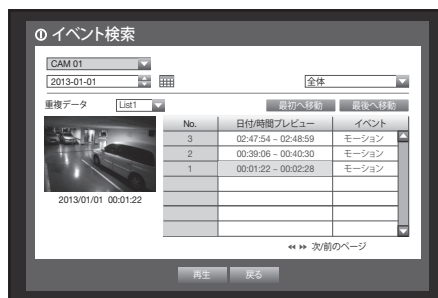 イベント検索
CAM 01
2013-01-01
全体
重複データ List1 最初へ移動 最後へ移動
No. 日付/時間プレビュー イベント
3 02:47:54 ~ 02:48:59 モーション
2 00:39:06 ~ 00:40:30 モーション
1 00:01:22 ~ 00:02:28 モーション
2013/01/01 00:01:22
次/前のページ
再生 戻る